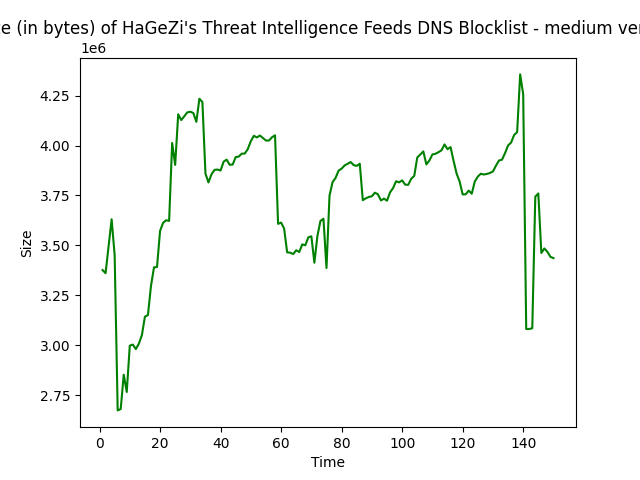 (in bytes) of HaGeZi's Threat Intelligence Feeds DNS Blocklist - medium
1e6
4.25
4.00
3.75
3.50
3.25
3.00
2.75
Size
0 20 40 60 80 100 120 140
Time